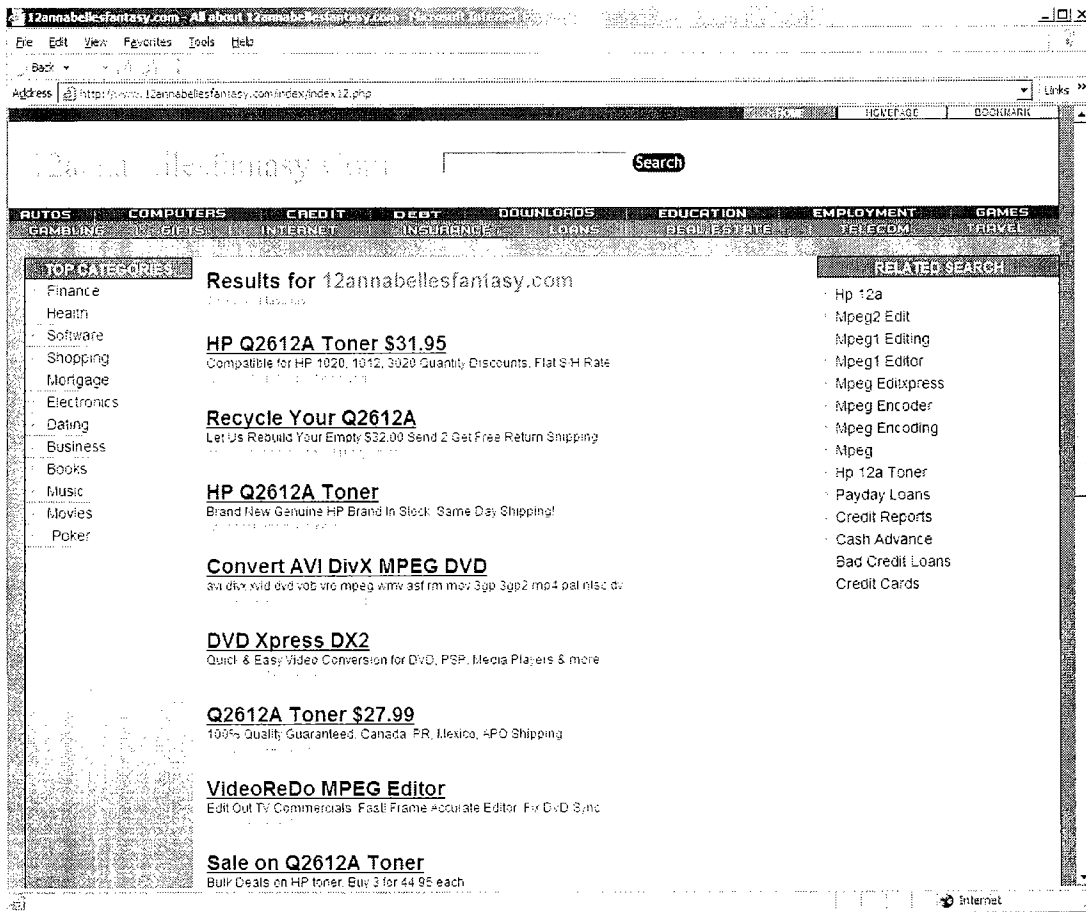 12annabellesfantasy.com - All about 12annabellesfantasy.com - Microsoft Internet
File Edit View Favorites Tools Help
Back
Address http://www.12annabellesfantasy.com/index/index12.php Links »
HOMEPAGE BOOKMARK
Search
AUTOS COMPUTERS CREDIT DEBT DOWNLOADS EDUCATION EMPLOYMENT GAMES
GAMBLING GIFTS INTERNET INSURANCE LOANS REAL ESTATE TELECOM TRAVEL
TOP CATEGORIES
Finance
Health
Software
Shopping
Mortgage
Electronics
Dating
Business
Books
Music
Movies
Poker
Results for 12annabellesfantasy.com
HP Q2612A Toner $31.95
Compatible for HP 1020, 1012, 3020 Quantity Discounts, Flat S/H Rate
Recycle Your Q2612A
Let Us Rebuild Your Empty $32.00 Send 2 Get Free Return Shipping
HP Q2612A Toner
Brand New Genuine HP Brand In Stock. Same Day Shipping!
Convert AVI DivX MPEG DVD
avi divx xvid dvd vob vro mpeg wmv asf rm mov 3gp 3gp2 mp4 pal ntsc dv
DVD Xpress DX2
Quick & Easy Video Conversion for DVD, PSP, Media Players & more
Q2612A Toner $27.99
100% Quality Guaranteed. Canada, PR, Mexico, APO Shipping
VideoReDo MPEG Editor
Edit Out TV Commercials. Fast! Frame Accurate Editor. Fix DVD Sync
Sale on Q2612A Toner
Bulk Deals on HP toner. Buy 3 for 44.95 each
RELATED SEARCH
Hp 12a
Mpeg2 Edit
Mpeg1 Editing
Mpeg1 Editor
Mpeg Editxpress
Mpeg Encoder
Mpeg Encoding
Mpeg
Hp 12a Toner
Payday Loans
Credit Reports
Cash Advance
Bad Credit Loans
Credit Cards
Internet